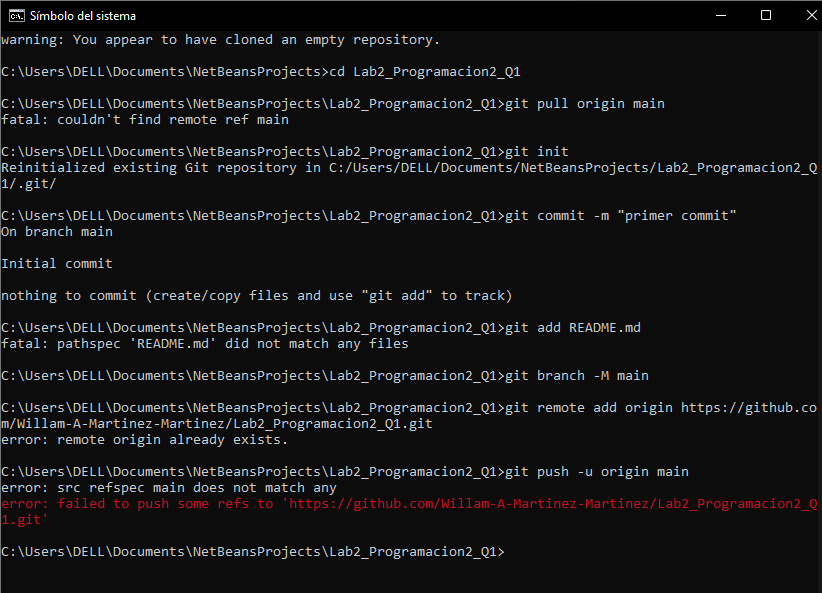 Símbolo del sistema
warning: You appear to have cloned an empty repository.
C:\Users\DELL\Documents\NetBeansProjects>cd Lab2_Programacion2_Q1
C:\Users\DELL\Documents\NetBeansProjects\Lab2_Programacion2_Q1>git pull origin main
fatal: couldn't find remote ref main
C:\Users\DELL\Documents\NetBeansProjects\Lab2_Programacion2_Q1>git init
Reinitialized existing Git repository in C:/Users/DELL/Documents/NetBeansProjects/Lab2_Programacion2_Q
1/.git/
C:\Users\DELL\Documents\NetBeansProjects\Lab2_Programacion2_Q1>git commit -m "primer commit"
On branch main
Initial commit
nothing to commit (create/copy files and use "git add" to track)
C:\Users\DELL\Documents\NetBeansProjects\Lab2_Programacion2_Q1>git add README.md
fatal: pathspec 'README.md' did not match any files
C:\Users\DELL\Documents\NetBeansProjects\Lab2_Programacion2_Q1>git branch -M main
C:\Users\DELL\Documents\NetBeansProjects\Lab2_Programacion2_Q1>git remote add origin https://github.co
m/Willam-A-Martinez-Martinez/Lab2_Programacion2_Q1.git
error: remote origin already exists.
C:\Users\DELL\Documents\NetBeansProjects\Lab2_Programacion2_Q1>git push -u origin main
error: src refspec main does not match any
error: failed to push some refs to 'https://github.com/Willam-A-Martinez-Martinez/Lab2_Programacion2_Q
1.git'
C:\Users\DELL\Documents\NetBeansProjects\Lab2_Programacion2_Q1>